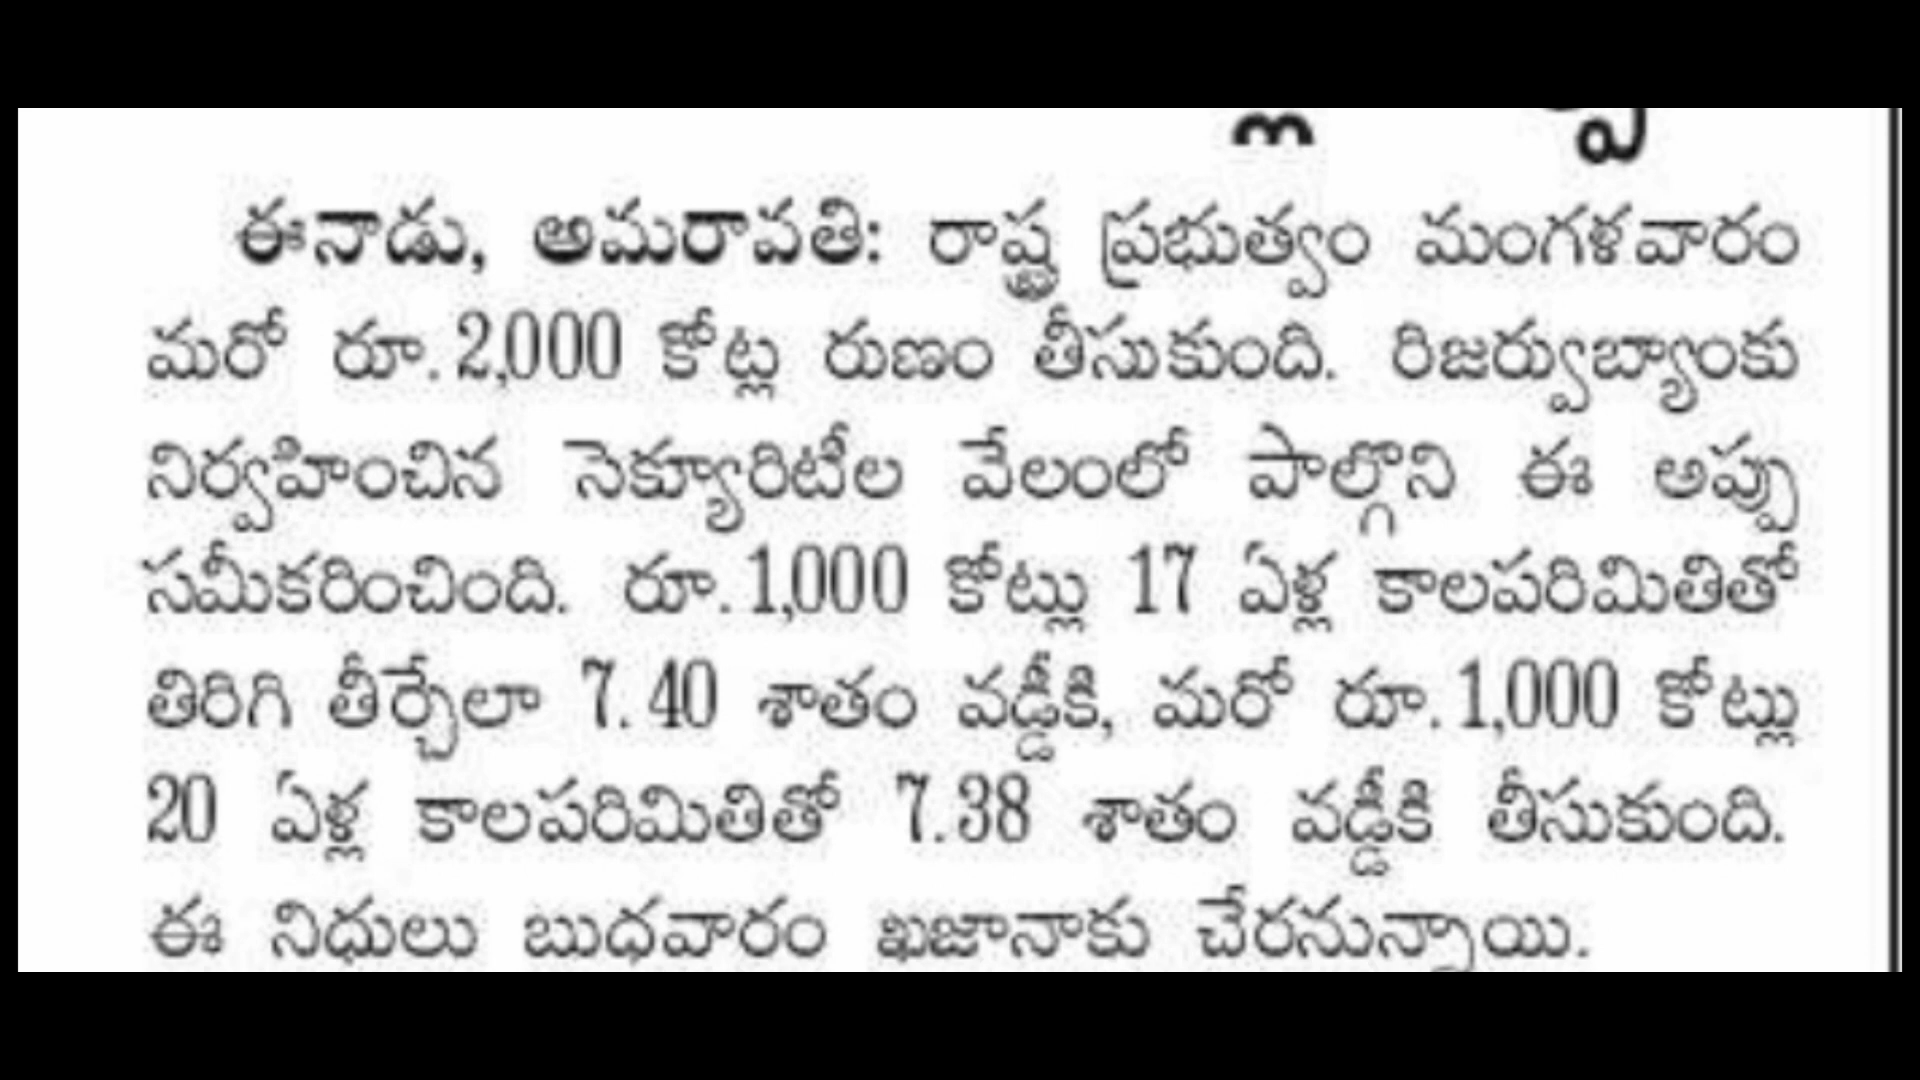 ఈనాడు, అమరావతి: రాష్ట్ర ప్రభుత్వం మంగళవారం
మరో రూ.2,000 కోట్ల రుణం తీసుకుంది. రిజర్వుబ్యాంకు
నిర్వహించిన సెక్యూరిటీల వేలంలో పాల్గొని ఈ అప్పు
సమీకరించింది. రూ.1,000 కోట్లు 17 ఏళ్ల కాలపరిమితితో
తిరిగి తీర్చేలా 7.40 శాతం వడ్డీకి, మరో రూ.1,000 కోట్లు
20 ఏళ్ల కాలపరిమితితో 7.38 శాతం వడ్డీకి తీసుకుంది.
ఈ నిధులు బుధవారం ఖజానాకు చేరనున్నాయి.